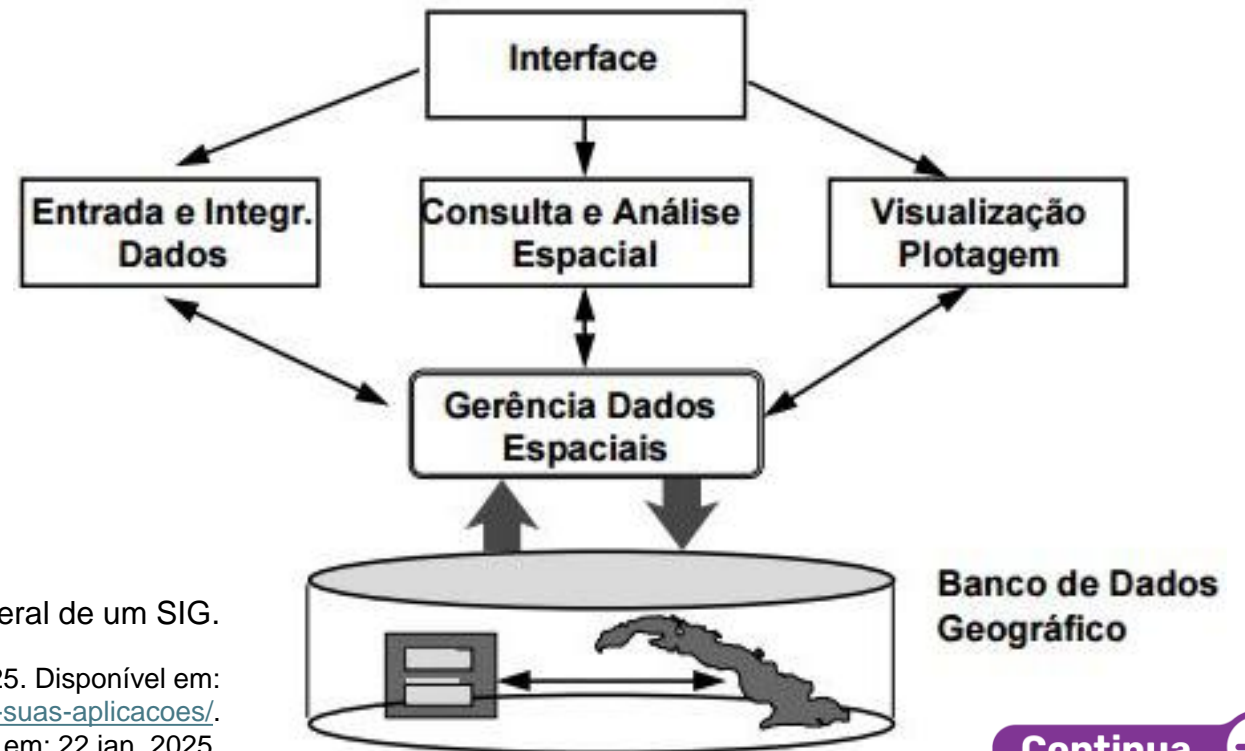 Interface
Entrada e Integr.
Dados
Consulta e Análise
Espacial
Visualização
Plotagem
Gerência Dados
Espaciais
Banco de Dados
Geográfico
eral de um SIG.
25. Disponível em:
-suas-aplicacoes/.
em: 22 jan. 2025.
Continua